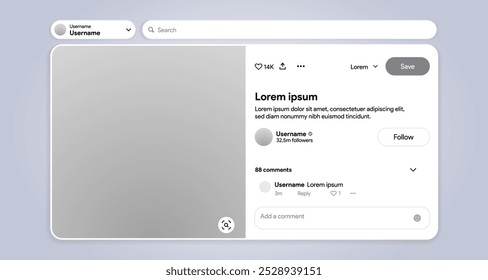 Username
Username
Search
14K
Lorem
Save
Lorem ipsum
Lorem ipsum dolor sit amet, consectetuer adipiscing elit,
sed diam nonummy nibh euismod tincidunt.
Username
32,5m followers
Follow
88 comments
Username Lorem ipsum
3m Reply 1
Add a comment
shutterstock.com · 2528939151